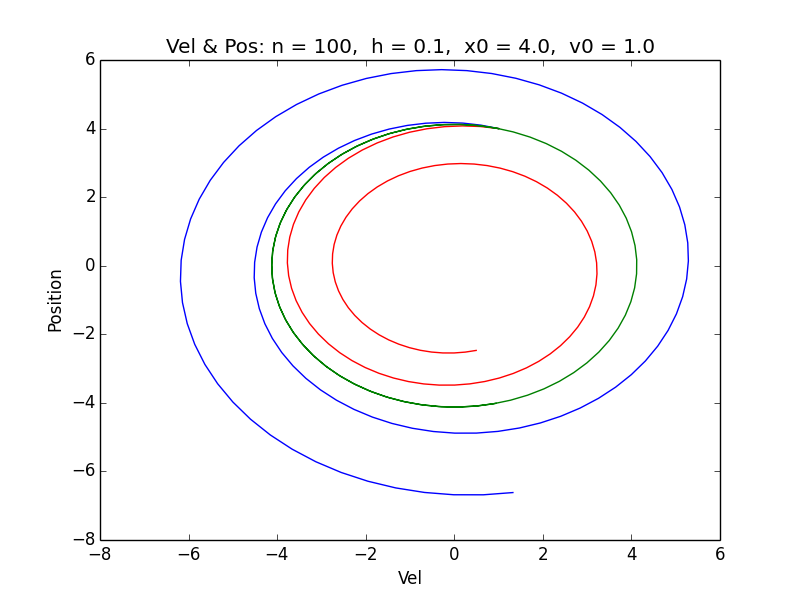 Vel & Pos: n = 100,  h = 0.1,  x0 = 4.0,  v0 = 1.0
6
4
2
0
−2
−4
−6
−8
Position
−8 −6 −4 −2 0 2 4 6
Vel